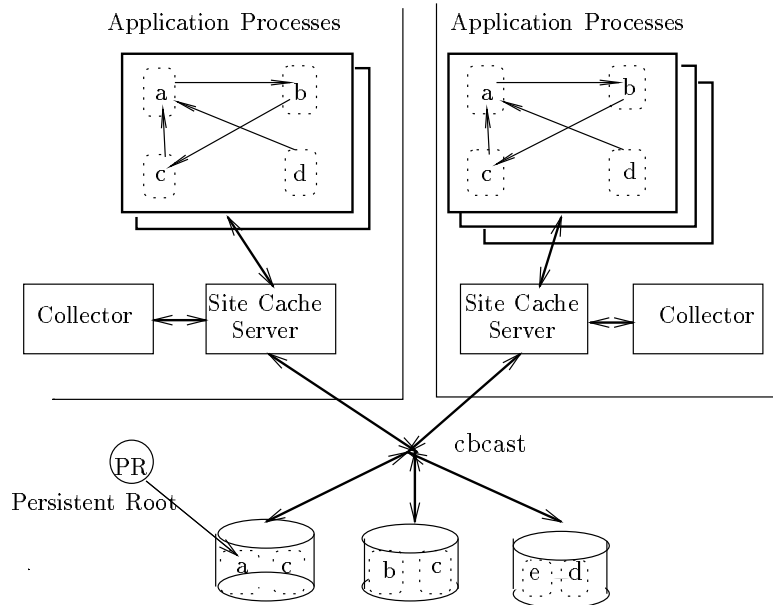 Application Processes
Application Processes
a b
c d
a b
c d
Collector
Site Cache
Server
Site Cache
Server
Collector
cbcast
PR
Persistent Root
a c
b c
e d